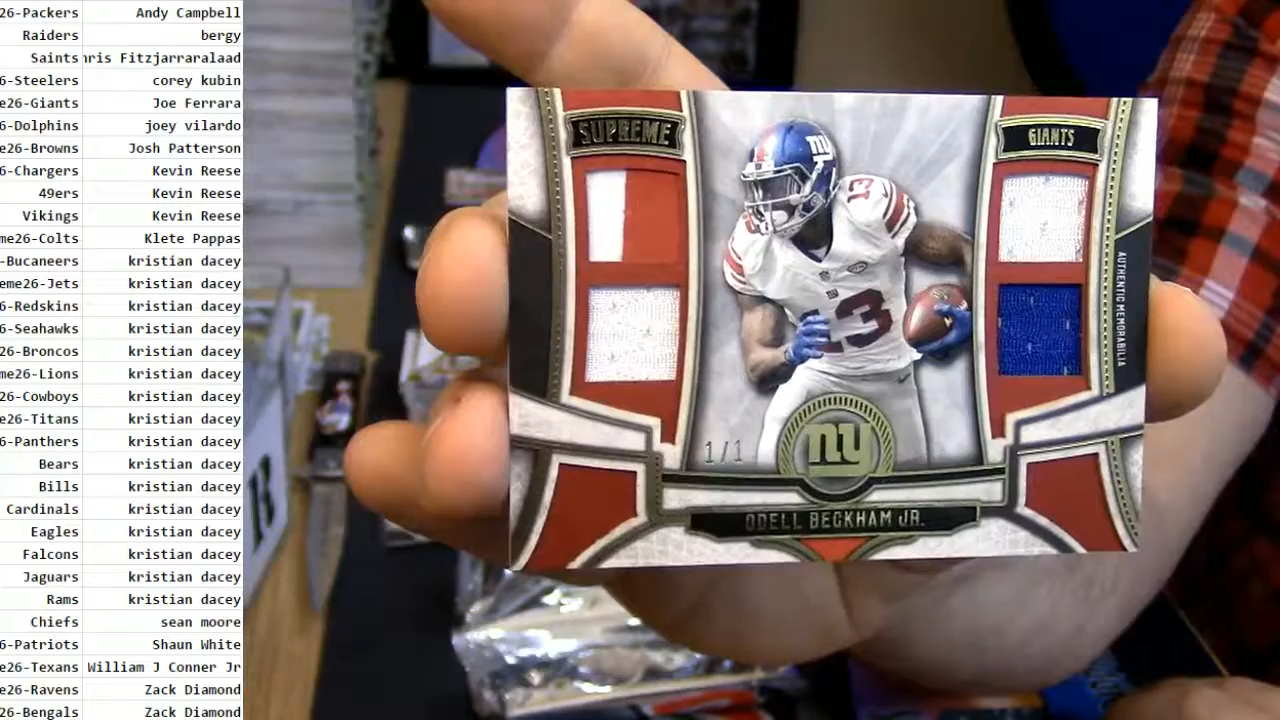 26-Packers Andy Campbell
Raiders bergy
Saints hris Fitzjarraralaad
6-Steelers corey kubin
e26-Giants Joe Ferrara
6-Dolphins joey vilardo
e26-Browns Josh Patterson
6-Chargers Kevin Reese
49ers Kevin Reese
Vikings Kevin Reese
me26-Colts Klete Pappas
-Bucaneers kristian dacey
eme26-Jets kristian dacey
6-Redskins kristian dacey
6-Seahawks kristian dacey
26-Broncos kristian dacey
me26-Lions kristian dacey
26-Cowboys kristian dacey
e26-Titans kristian dacey
6-Panthers kristian dacey
Bears kristian dacey
Bills kristian dacey
Cardinals kristian dacey
Eagles kristian dacey
Falcons kristian dacey
Jaguars kristian dacey
Rams kristian dacey
Chiefs sean moore
6-Patriots Shaun White
e26-Texans William J Conner Jr
e26-Ravens Zack Diamond
26-Bengals Zack Diamond
SUPREME
GIANTS
ny
13
13
AUTHENTIC MEMORABILIA
1/1
ny
ODELL BECKHAM JR.
R